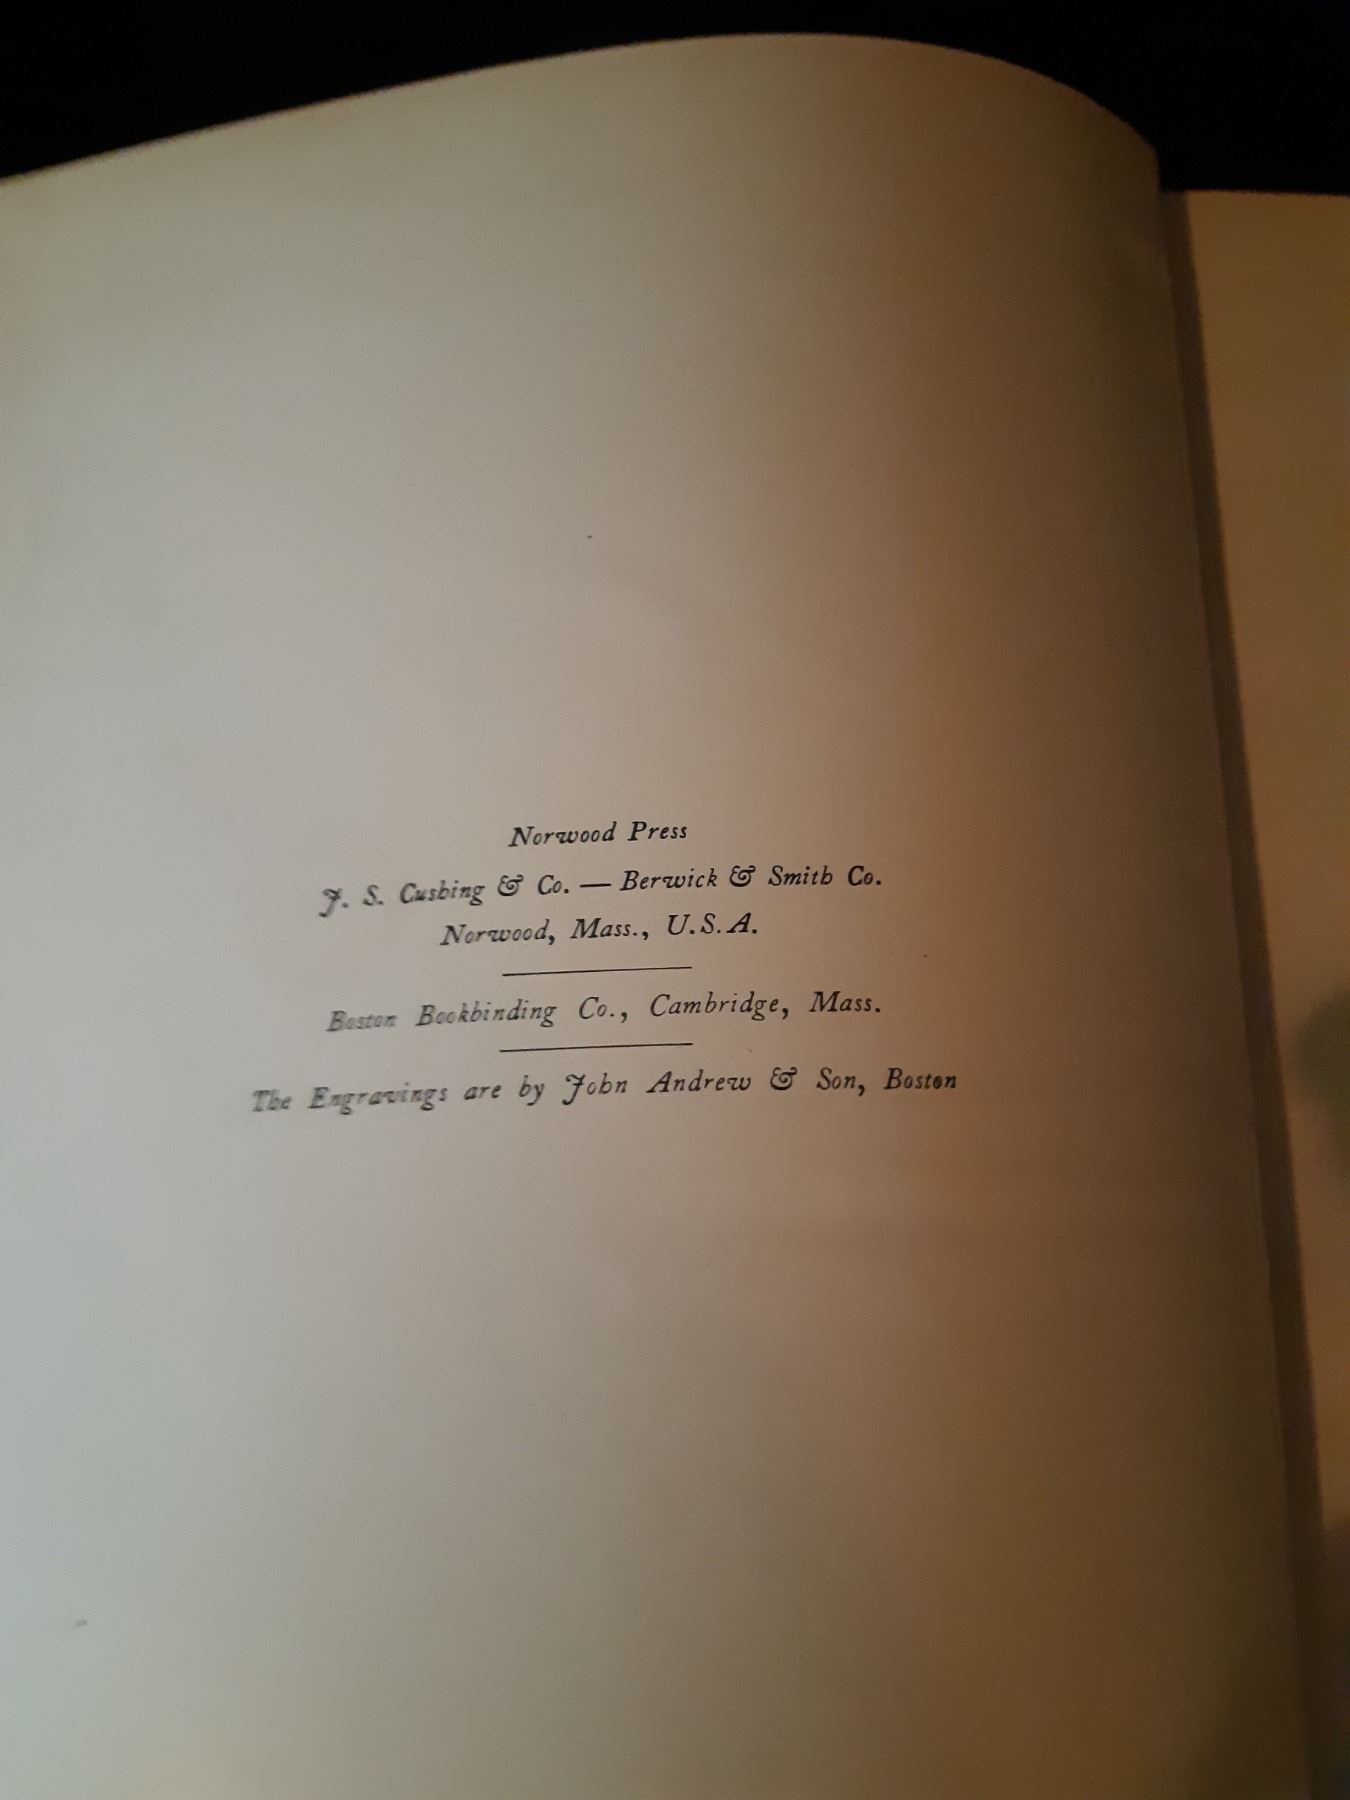 Norwood Press
J. S. Cushing & Co. — Berwick & Smith Co.
Norwood, Mass., U.S.A.
Boston Bookbinding Co., Cambridge, Mass.
The Engravings are by John Andrew & Son, Boston